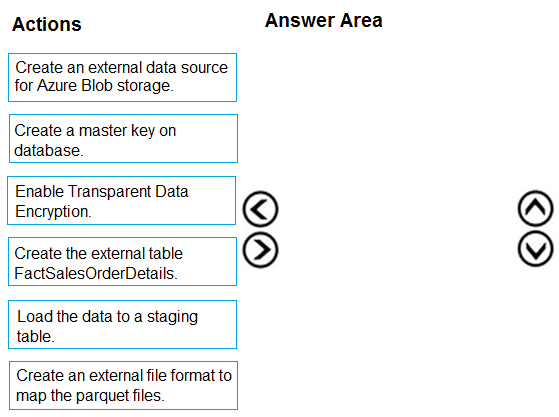 Actions
Answer Area
Create an external data source
for Azure Blob storage.
Create a master key on
database.
Enable Transparent Data
Encryption.
Create the external table
FactSalesOrderDetails.
Load the data to a staging
table.
Create an external file format to
map the parquet files.